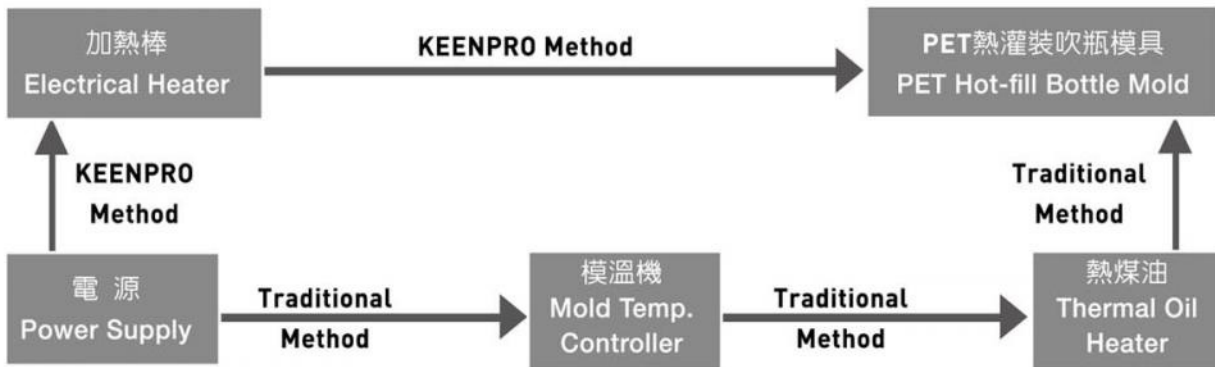 加熱棒
Electrical Heater
KEENPRO Method
PET熱灌裝吹瓶模具
PET Hot-fill Bottle Mold
KEENPRO
Method
Traditional
Method
電 源
Power Supply
Traditional
Method
模溫機
Mold Temp.
Controller
Traditional
Method
熱煤油
Thermal Oil
Heater